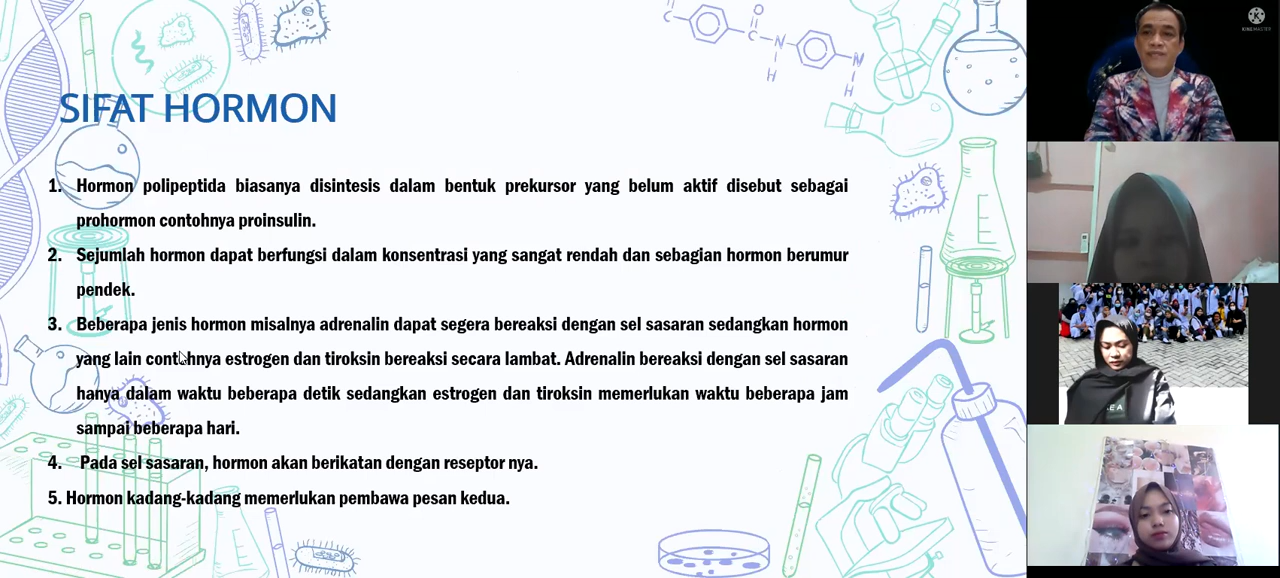 SIFAT HORMON
1. Hormon polipeptida biasanya disintesis dalam bentuk prekursor yang belum aktif disebut sebagai
prohormon contohnya proinsulin.
2. Sejumlah hormon dapat berfungsi dalam konsentrasi yang sangat rendah dan sebagian hormon berumur
pendek.
3. Beberapa jenis hormon misalnya adrenalin dapat segera bereaksi dengan sel sasaran sedangkan hormon
yang lain contohnya estrogen dan tiroksin bereaksi secara lambat. Adrenalin bereaksi dengan sel sasaran
hanya dalam waktu beberapa detik sedangkan estrogen dan tiroksin memerlukan waktu beberapa jam
sampai beberapa hari.
4. Pada sel sasaran, hormon akan berikatan dengan reseptor nya.
5. Hormon kadang-kadang memerlukan pembawa pesan kedua.
C
O
C
N
H
N
H
K
KINEMASTER